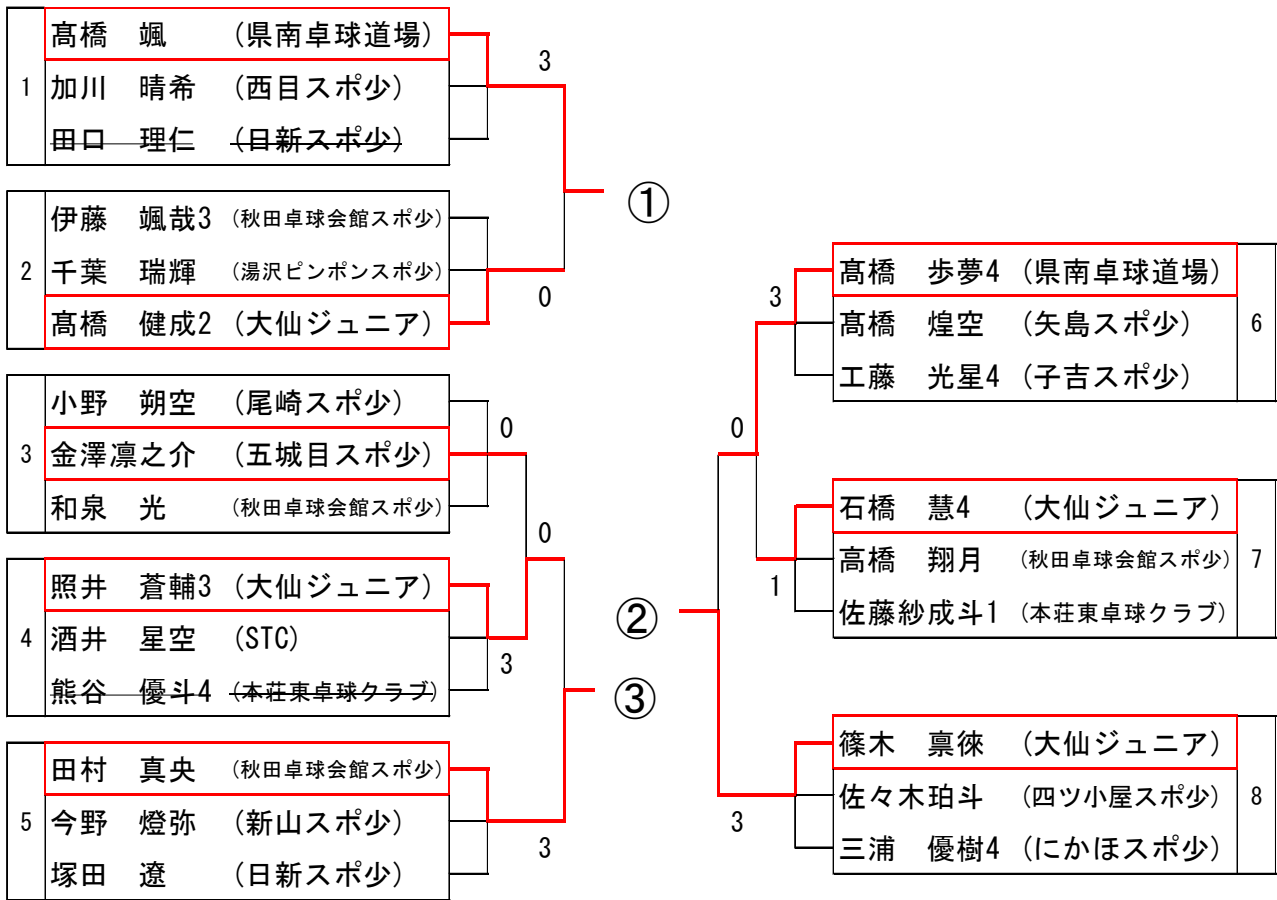 1
髙橋　颯　(県南卓球道場)
加川　晴希　(西目スポ少)
田口　理仁　(日新スポ少)
3
①
2
伊藤　颯哉3　(秋田卓球会館スポ少)
千葉　瑞輝　(湯沢ピンポンスポ少)
髙橋　健成2　(大仙ジュニア)
0
3
小野　朔空　(尾崎スポ少)
金澤凛之介　(五城目スポ少)
和泉　光　(秋田卓球会館スポ少)
0
0
4
照井　蒼輔3　(大仙ジュニア)
酒井　星空　(STC)
熊谷　優斗4　(本荘東卓球クラブ)
3
③
5
田村　真央　(秋田卓球会館スポ少)
今野　燈弥　(新山スポ少)
塚田　遼　(日新スポ少)
3
髙橋　歩夢4　(県南卓球道場)
髙橋　煌空　(矢島スポ少)
工藤　光星4　(子吉スポ少)
6
3
0
石橋　慧4　(大仙ジュニア)
高橋　翔月　(秋田卓球会館スポ少)
佐藤紗成斗1　(本荘東卓球クラブ)
7
1
②
篠木　稟徠　(大仙ジュニア)
佐々木珀斗　(四ツ小屋スポ少)
三浦　優樹4　(にかほスポ少)
8
3